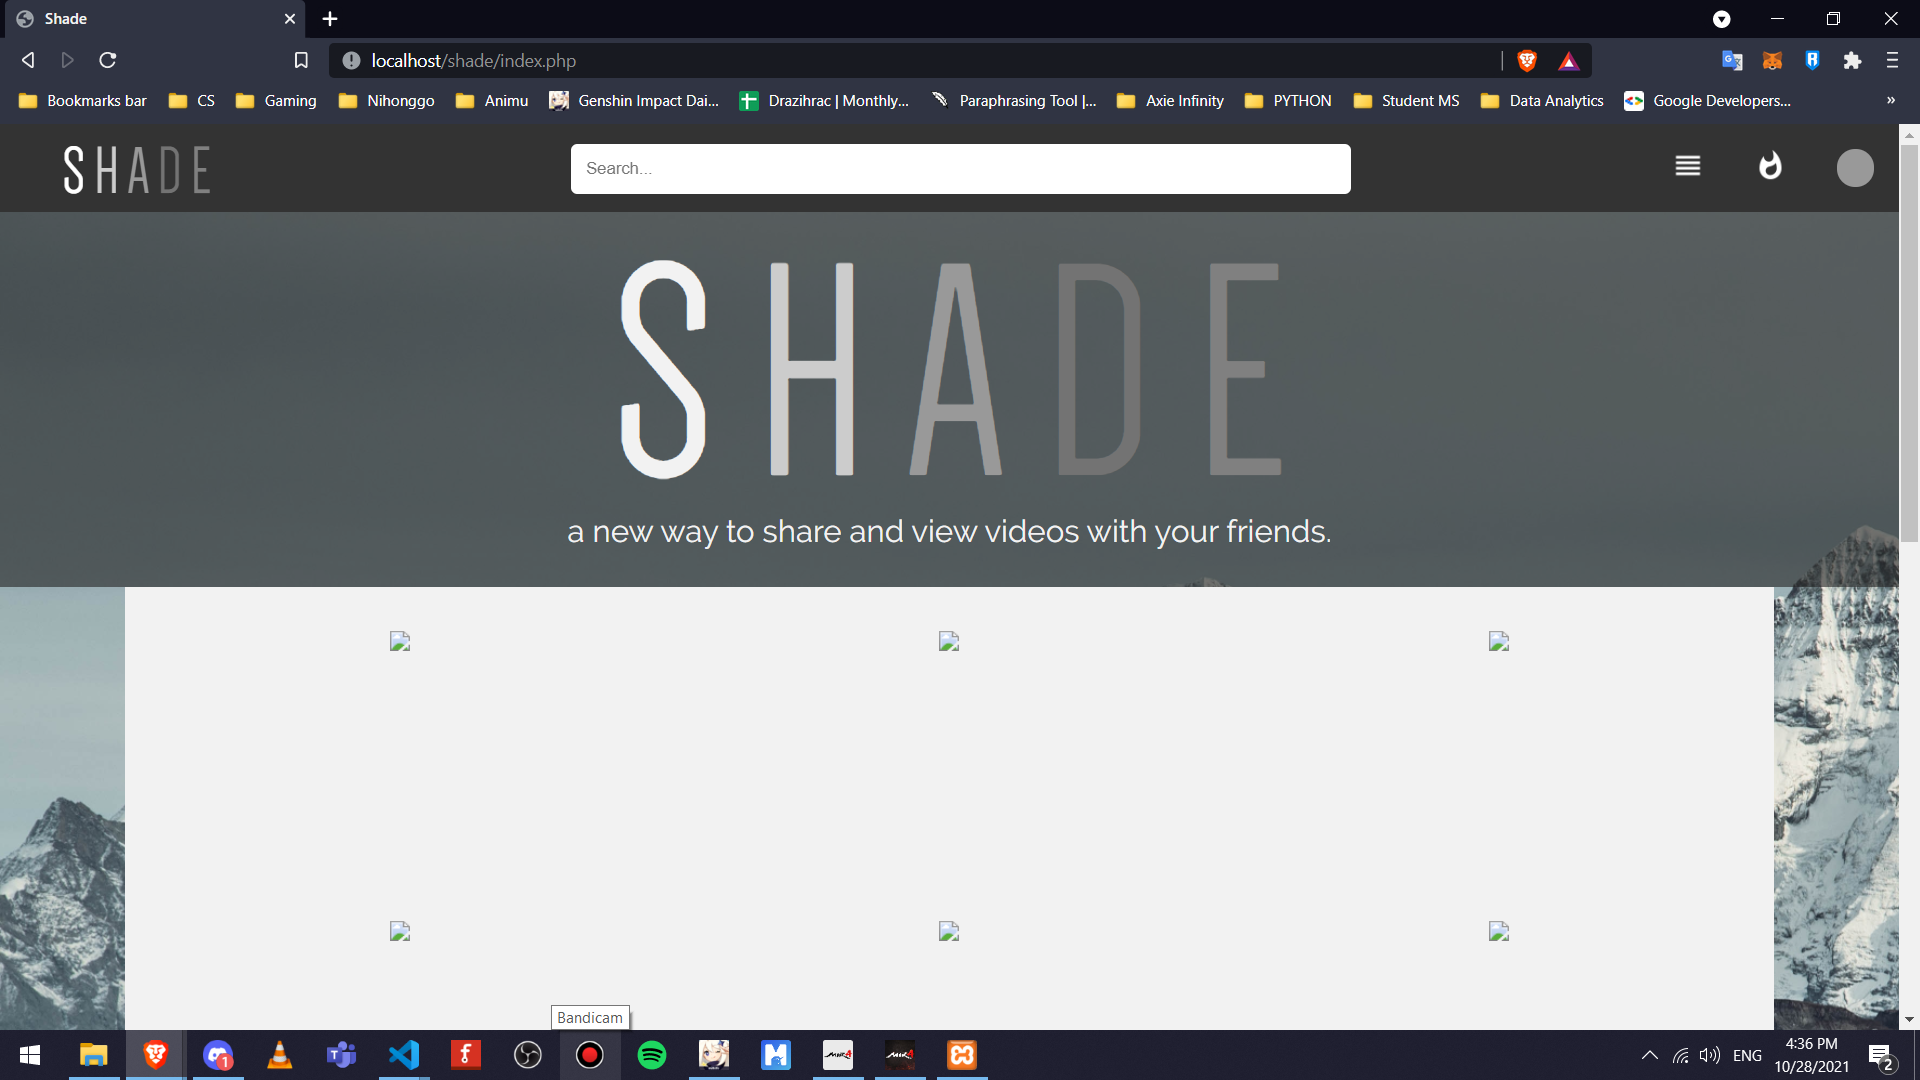 Shade
localhost/shade/index.php
Bookmarks bar
CS
Gaming
Nihonggo
Animu
Genshin Impact Dai...
Drazihrac | Monthly...
Paraphrasing Tool |...
Axie Infinity
PYTHON
Student MS
Data Analytics
Google Developers...
»
SHADE
Search...
SHADE
a new way to share and view videos with your friends.
Bandicam
1
ENG
4:36 PM
10/28/2021
2